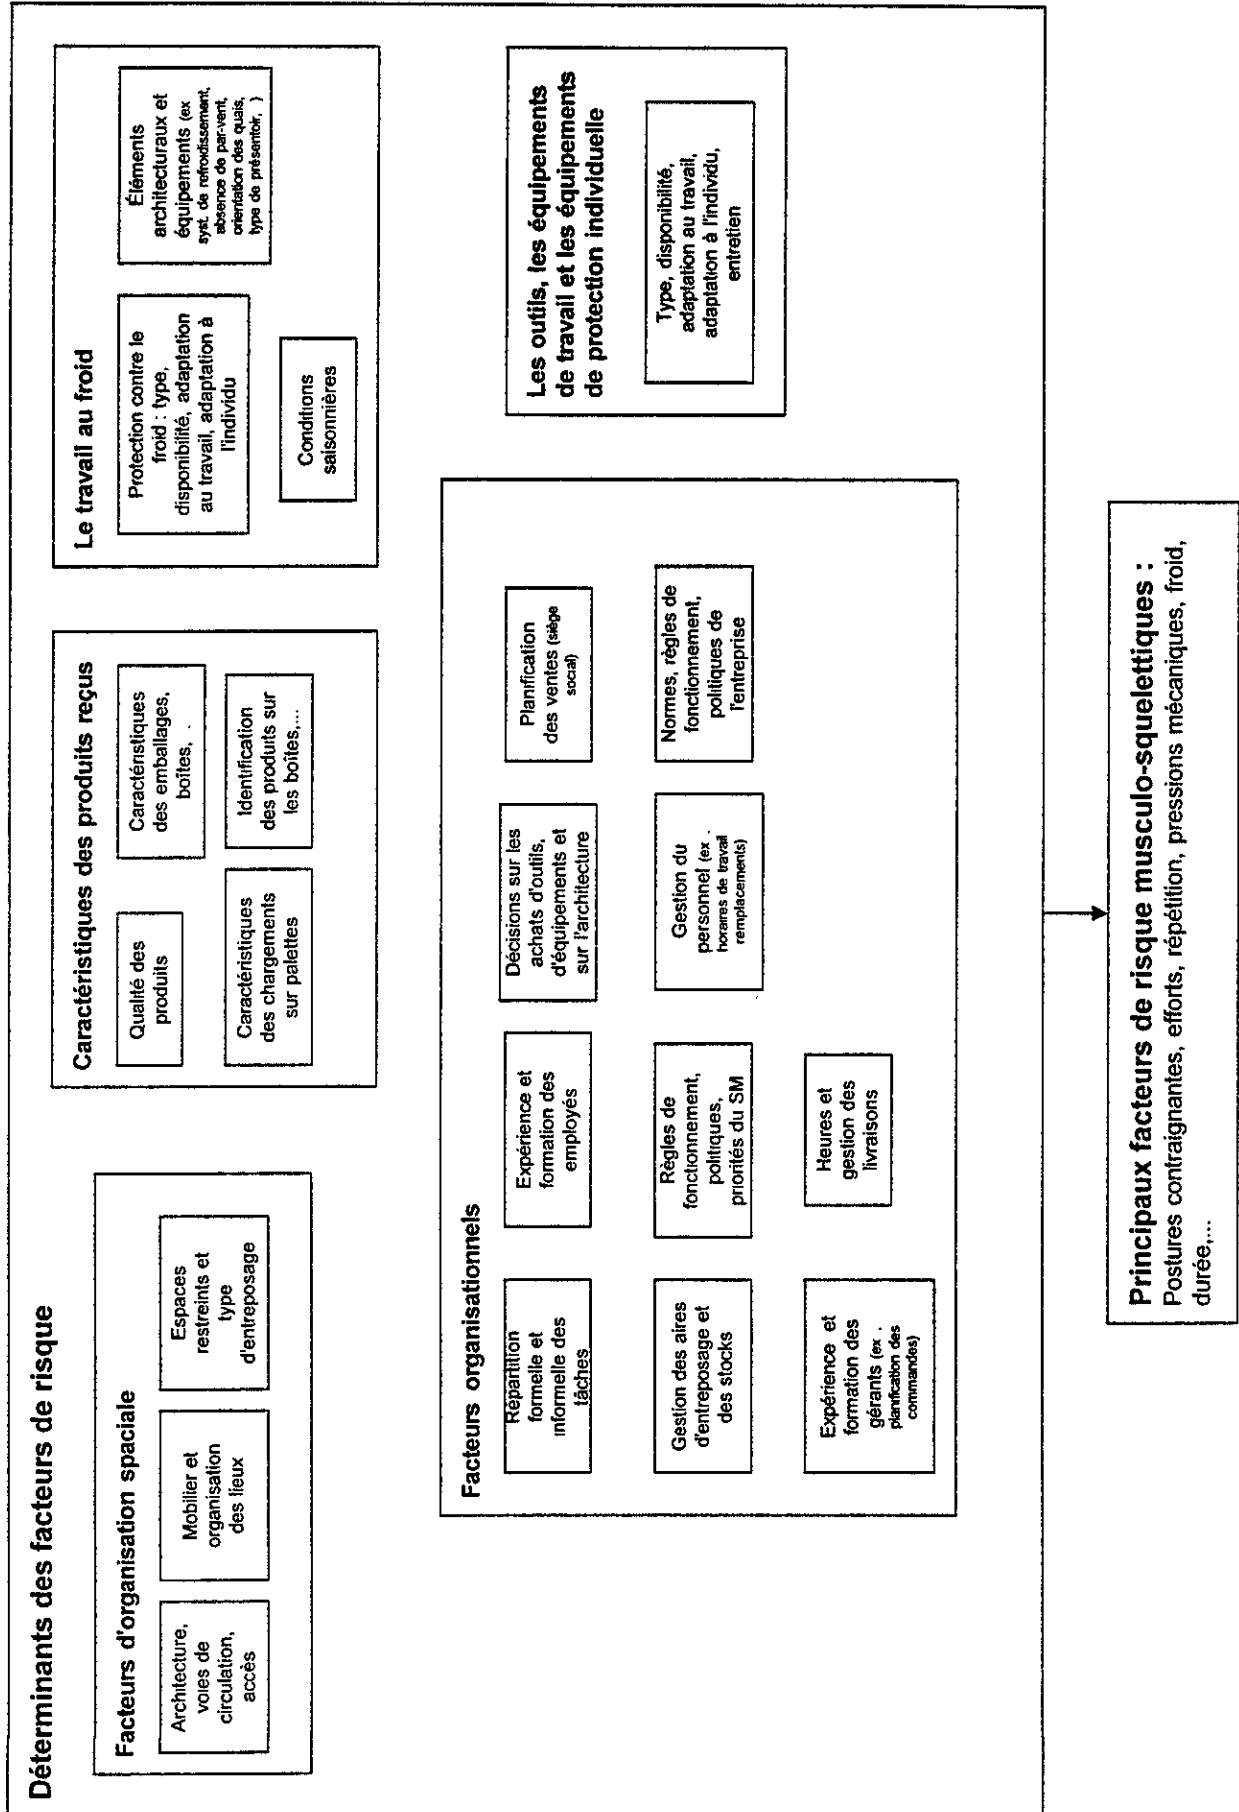 Déterminants des facteurs de risque
Facteurs d'organisation spaciale
Architecture,
voies de
circulation,
accès
Mobilier et
organisation
des lieux
Espaces
restreints et
type
d'entreposage
Caractéristiques des produits reçus
Qualité des
produits
Caractéristiques
des emballages,
boîtes, .
Caractéristiques
des chargements
sur palettes
Identification
des produits sur
les boîtes,...
Le travail au froid
Protection contre le
froid : type,
disponibilité, adaptation
au travail, adaptation à
l'individu
Éléments
architecturaux et
équipements (ex
syst. de refroidissement,
absence de par-vent,
orientation des quais,
type de présentoir, )
Conditions
saisonnières
Facteurs organisationnels
Répartition
formelle et
informelle des
tâches
Expérience et
formation des
employés
Décisions sur les
achats d'outils,
d'équipements et
sur l'architecture
Planification
des ventes (siège
social)
Gestion des aires
d'entreposage et
des stocks
Règles de
fonctionnement,
politiques,
priorités du SM
Gestion du
personnel (ex .
horaires de travail
remplacements)
Normes, règles de
fonctionnement,
politiques de
l'entreprise
Expérience et
formation des
gérants (ex .
planification des
commandes)
Heures et
gestion des
livraisons
Les outils, les équipements
de travail et les équipements
de protection individuelle
Type, disponibilité,
adaptation au travail,
adaptation à l'individu,
entretien
Principaux facteurs de risque musculo-squelettiques :
Postures contraignantes, efforts, répétition, pressions mécaniques, froid,
durée,...